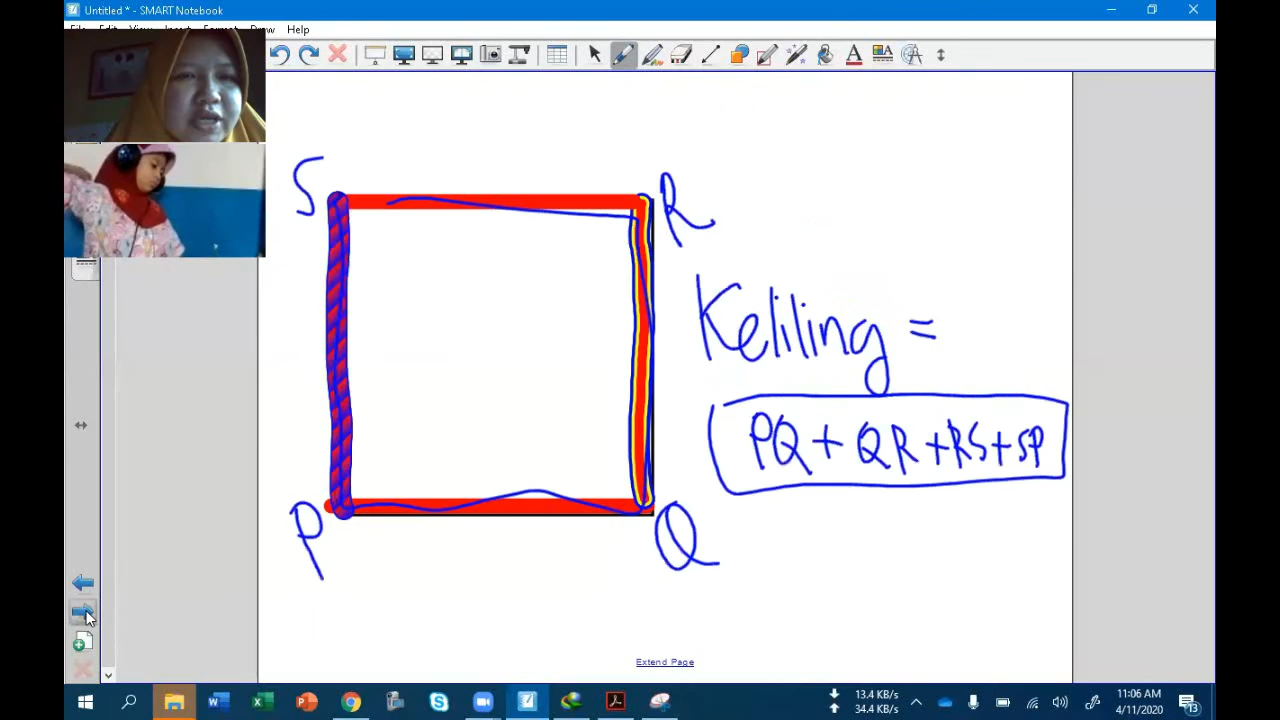 Untitled * - SMART Notebook
Help
S
R
Keliling =
PQ + QR + RS + SP
P
Q
Extend Page
13.4 KB/s
34.4 KB/s
11:06 AM
4/11/2020
13